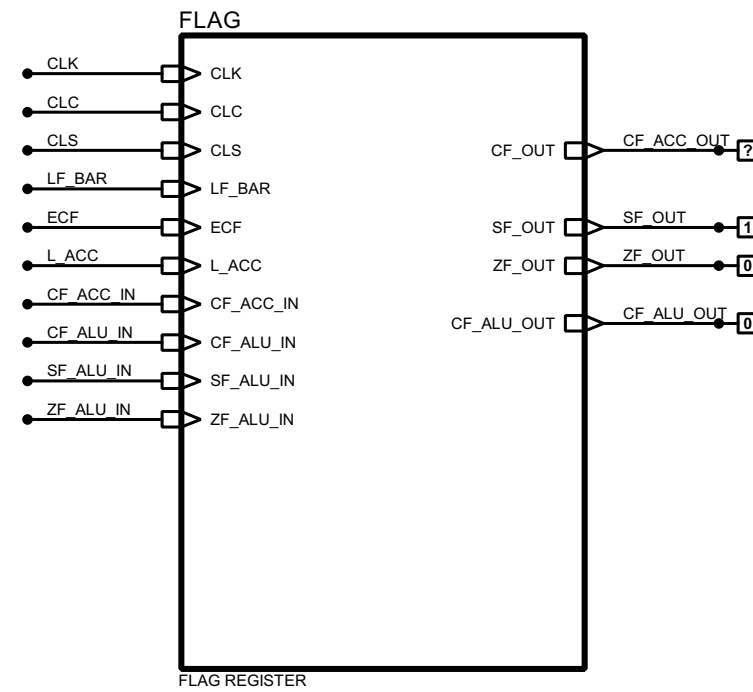 FLAG
CLK CLK
CLC CLC
CLS CLS CF_OUT CF_ACC_OUT ?
LF_BAR LF_BAR
ECF ECF SF_OUT SF_OUT 1
L_ACC L_ACC ZF_OUT ZF_OUT 0
CF_ACC_IN CF_ACC_IN
CF_ALU_IN CF_ALU_IN CF_ALU_OUT CF_ALU_OUT 0
SF_ALU_IN SF_ALU_IN
ZF_ALU_IN ZF_ALU_IN
FLAG REGISTER